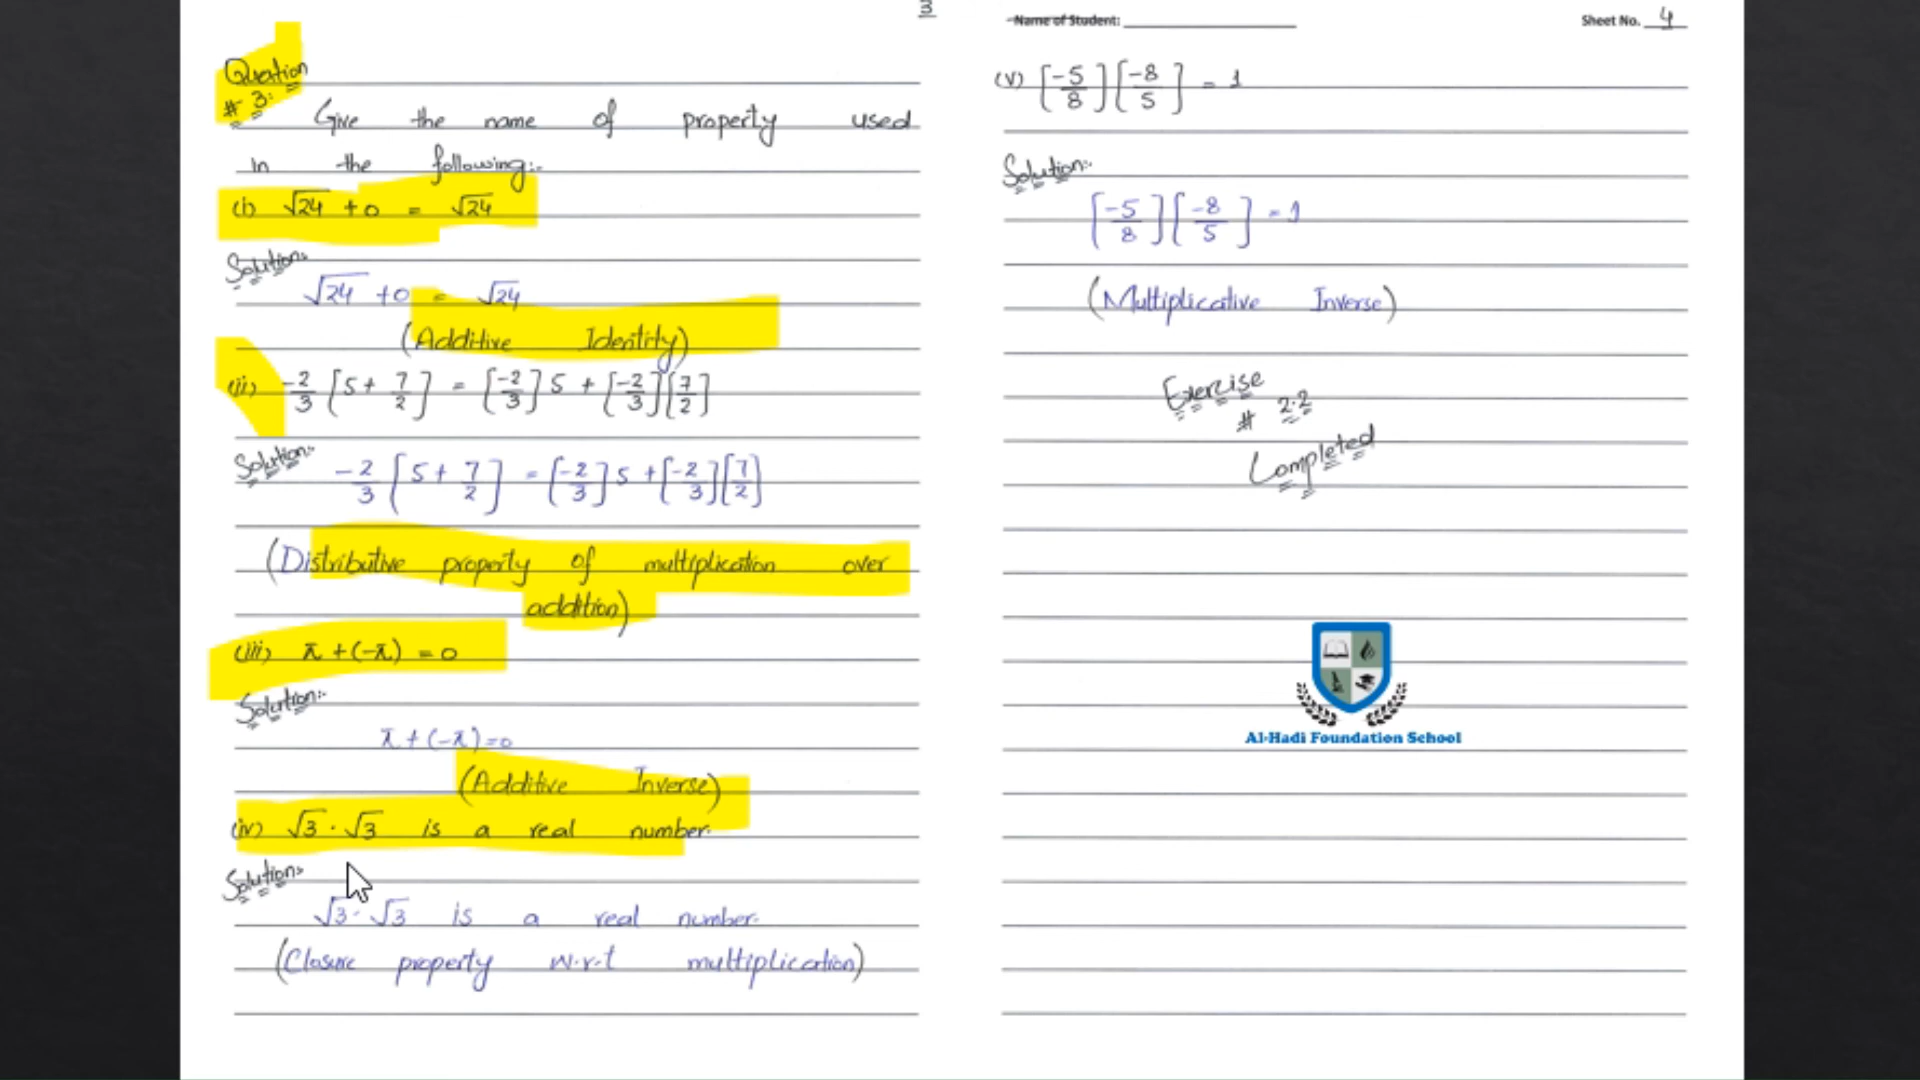 3
Question
# 3:
Give the name of property used
in the following:-
(i) √24 + 0 = √24
Solution:
√24 + 0 = √24
(Additive Identity)
(ii) -2/3 [5 + 7/2] = [-2/3] 5 + [-2/3][7/2]
Solution:-
-2/3 [5 + 7/2] = [-2/3] 5 + [-2/3][7/2]
(Distributive property of multiplication over
addition)
(iii) π + (-π) = 0
Solution:-
π + (-π) = 0
(Additive Inverse)
(iv) √3 · √3 is a real number.
Solution:
√3 · √3 is a real number.
(Closure property w.r.t multiplication)
Name of Student:
Sheet No. 4
(v) [-5/8][-8/5] = 1
Solution:-
[-5/8][-8/5] = 1
(Multiplicative Inverse)
Exercise
# 2.2
Completed
Al-Hadi Foundation School